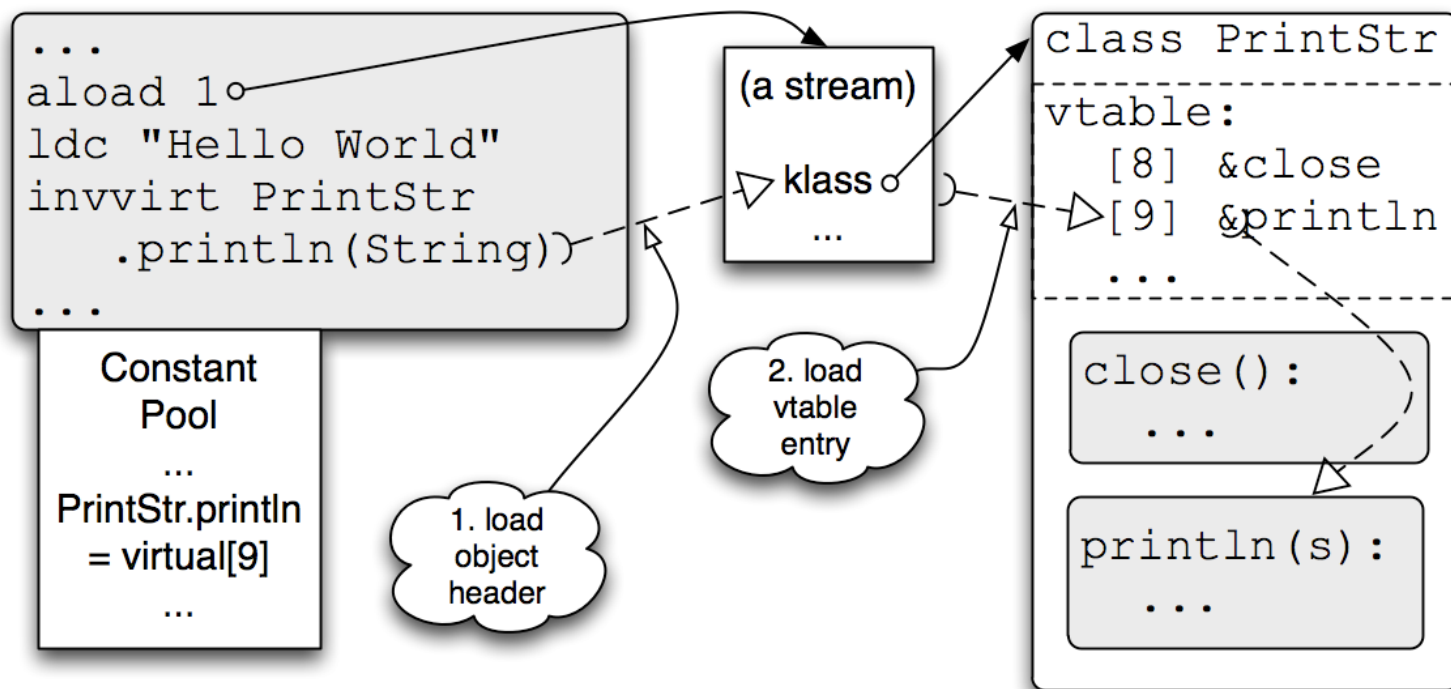 ...
aload 1
ldc "Hello World"
invvirt PrintStr
.println(String)
...
Constant
Pool
...
PrintStr.println
= virtual[9]
...
1. load
object
header
(a stream)
klass
...
2. load
vtable
entry
class PrintStr
vtable:
[8] &close
[9] &println
...
close():
...
println(s):
...